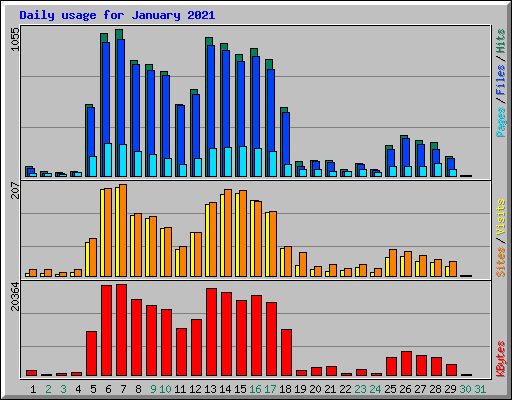 Daily usage for January 2021
1055
207
20364
Pages / Files / Hits
Sites / Visits
KBytes
1 2 3 4 5 6 7 8 9 10 11 12 13 14 15 16 17 18 19 20 21 22 23 24 25 26 27 28 29 30 31